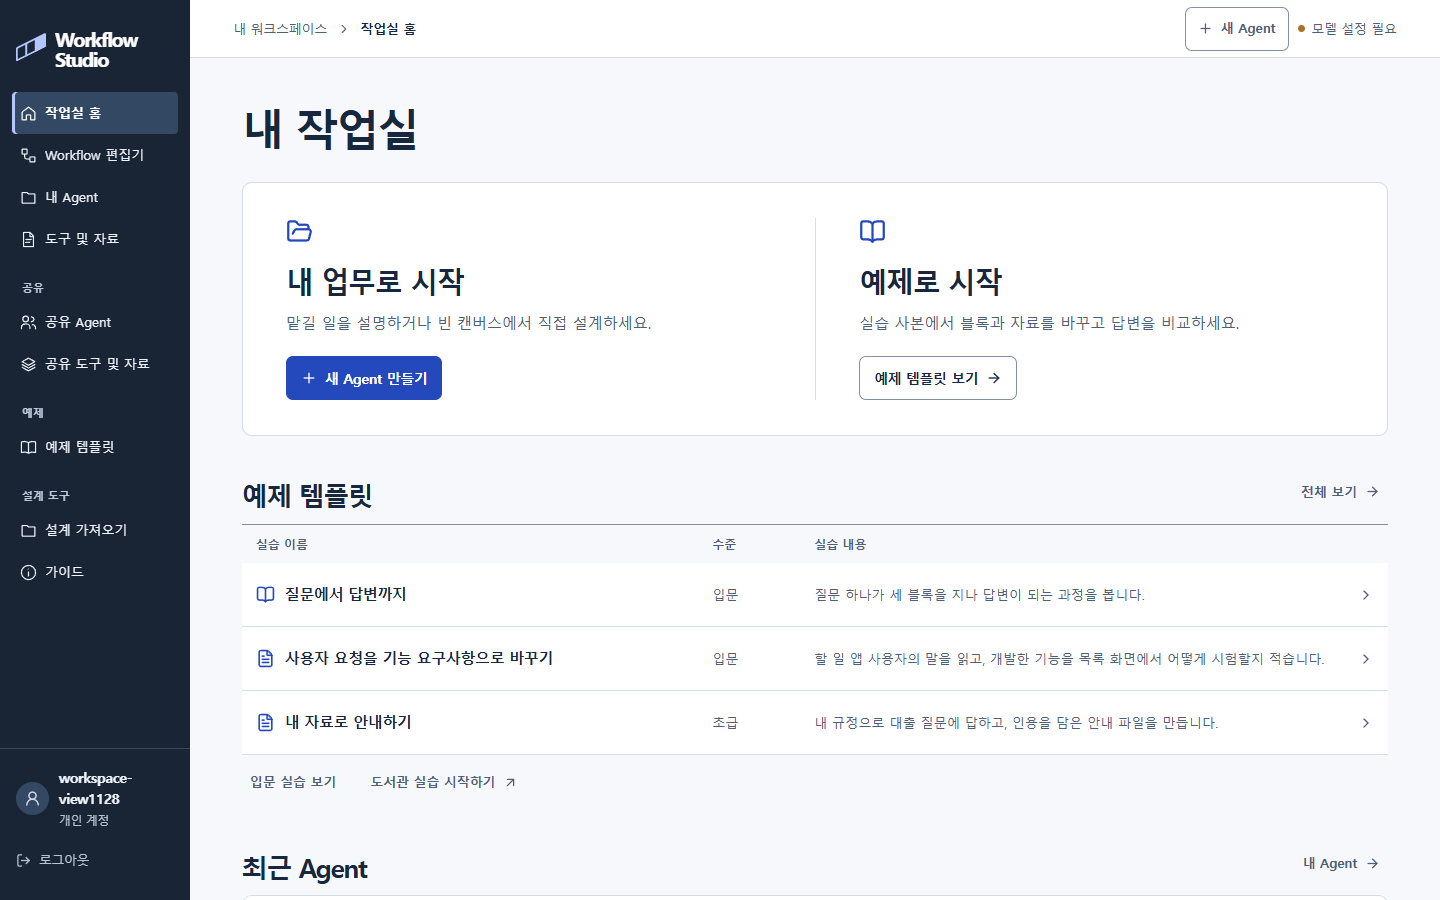 Workflow
Studio
작업실 홈
Workflow 편집기
내 Agent
도구 및 자료
공유
공유 Agent
공유 도구 및 자료
예제
예제 템플릿
설계 도구
설계 가져오기
가이드
workspace-
view1128
개인 계정
로그아웃
내 워크스페이스 > 작업실 홈
+ 새 Agent
모델 설정 필요
내 작업실
내 업무로 시작
맡길 일을 설명하거나 빈 캔버스에서 직접 설계하세요.
+ 새 Agent 만들기
예제로 시작
실습 사본에서 블록과 자료를 바꾸고 답변을 비교하세요.
예제 템플릿 보기 →
예제 템플릿
전체 보기 →
실습 이름 수준 실습 내용
질문에서 답변까지 입문 질문 하나가 세 블록을 지나 답변이 되는 과정을 봅니다.
사용자 요청을 기능 요구사항으로 바꾸기 입문 할 일 앱 사용자의 말을 읽고, 개발한 기능을 목록 화면에서 어떻게 시험할지 적습니다.
내 자료로 안내하기 초급 내 규정으로 대출 질문에 답하고, 인용을 담은 안내 파일을 만듭니다.
입문 실습 보기 도서관 실습 시작하기 ↗
최근 Agent
내 Agent →